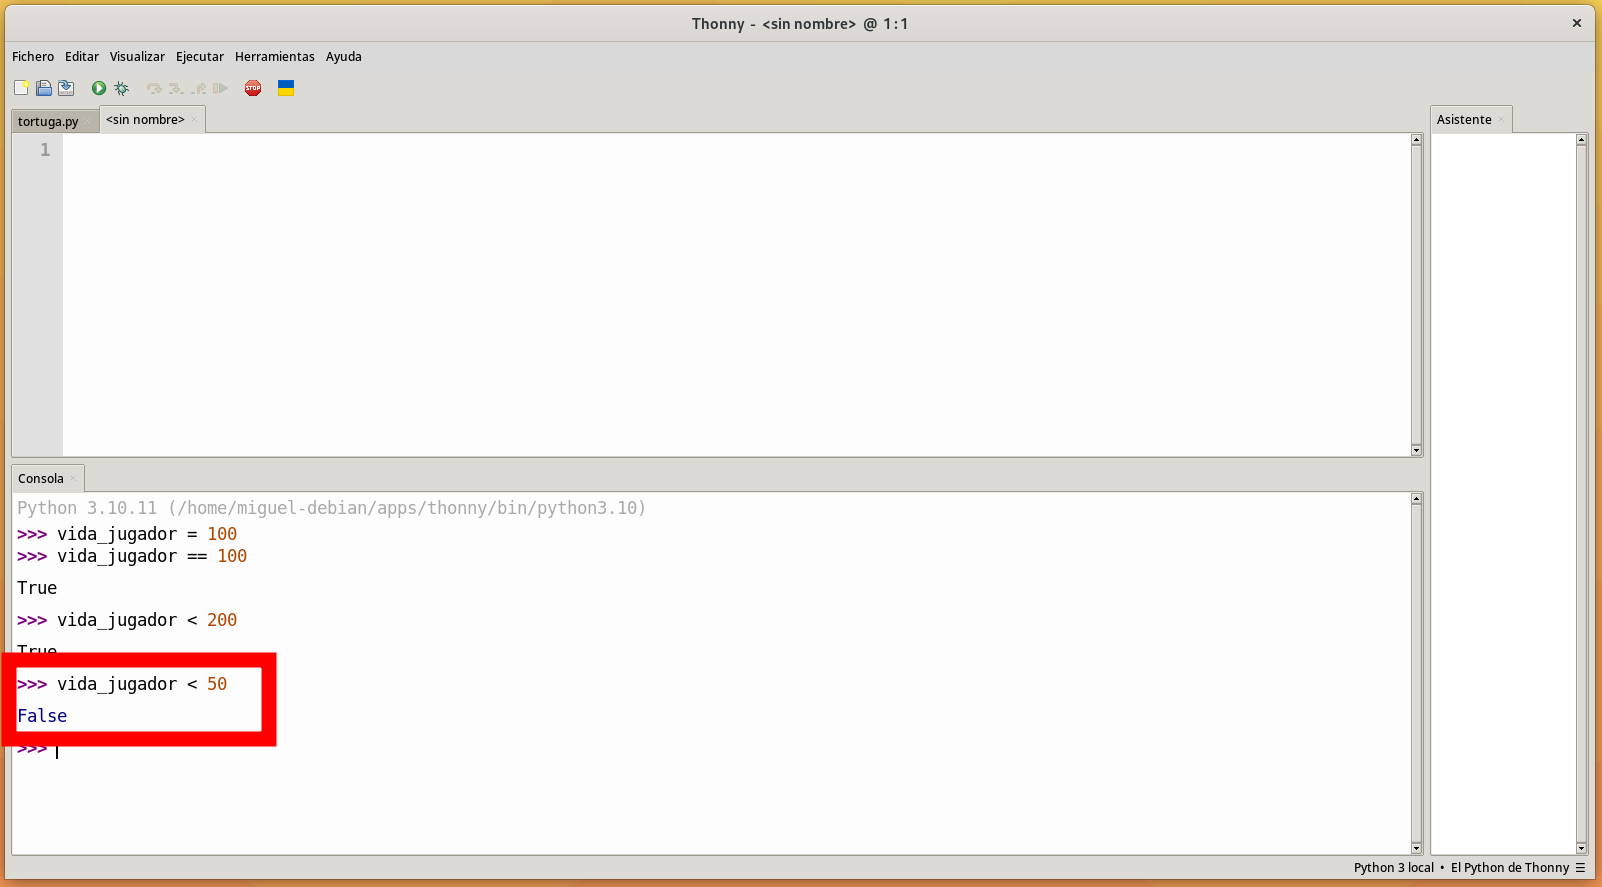 Thonny - <sin nombre> @ 1:1
Fichero Editar Visualizar Ejecutar Herramientas Ayuda
STOP
tortuga.py <sin nombre> Asistente
1
Consola
Python 3.10.11 (/home/miguel-debian/apps/thonny/bin/python3.10)
>>> vida_jugador = 100
>>> vida_jugador == 100
True
>>> vida_jugador < 200
True
>>> vida_jugador < 50
False
>>>
Python 3 local • El Python de Thonny ☰